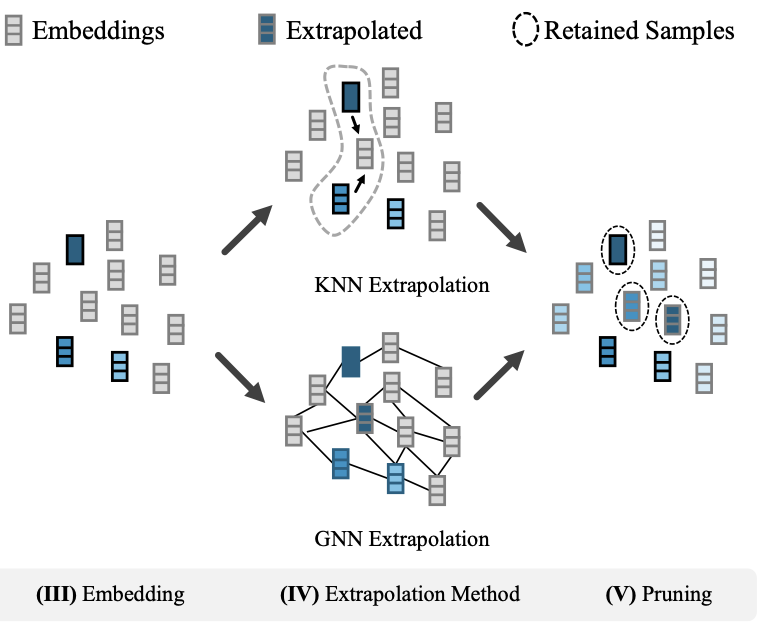 Embeddings
Extrapolated
Retained Samples
KNN Extrapolation
GNN Extrapolation
(III) Embedding
(IV) Extrapolation Method
(V) Pruning